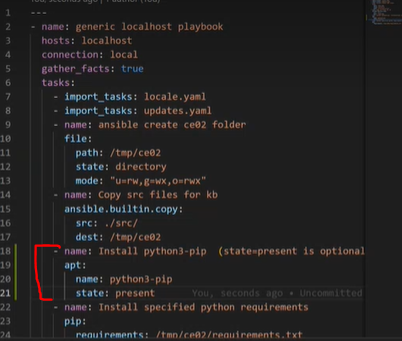 You, seconds ago
1 ---
2 - name: generic localhost playbook
3 hosts: localhost
4 connection: local
5 gather_facts: true
6 tasks:
7 - import_tasks: locale.yaml
8 - import_tasks: updates.yaml
9 - name: ansible create ce02 folder
10 file:
11 path: /tmp/ce02
12 state: directory
13 mode: "u=rw,g=wx,o=rwx"
14 - name: Copy src files for kb
15 ansible.builtin.copy:
16 src: ./src/
17 dest: /tmp/ce02
18 - name: Install python3-pip (state=present is optional
19 apt:
20 name: python3-pip
21 state: present You, seconds ago • Uncommitted
22 - name: Install specified python requirements
23 pip:
24 requirements: /tmp/ce02/requirements.txt